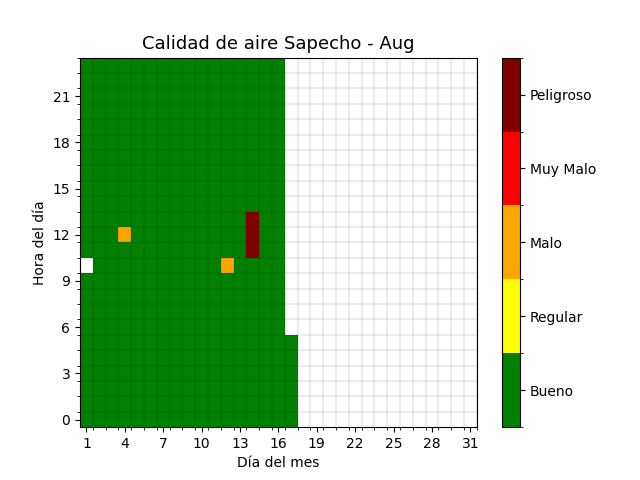 Calidad de aire Sapecho - Aug
Hora del día
21
18
15
12
9
6
3
0
1 4 7 10 13 16 19 22 25 28 31
Día del mes
Peligroso
Muy Malo
Malo
Regular
Bueno